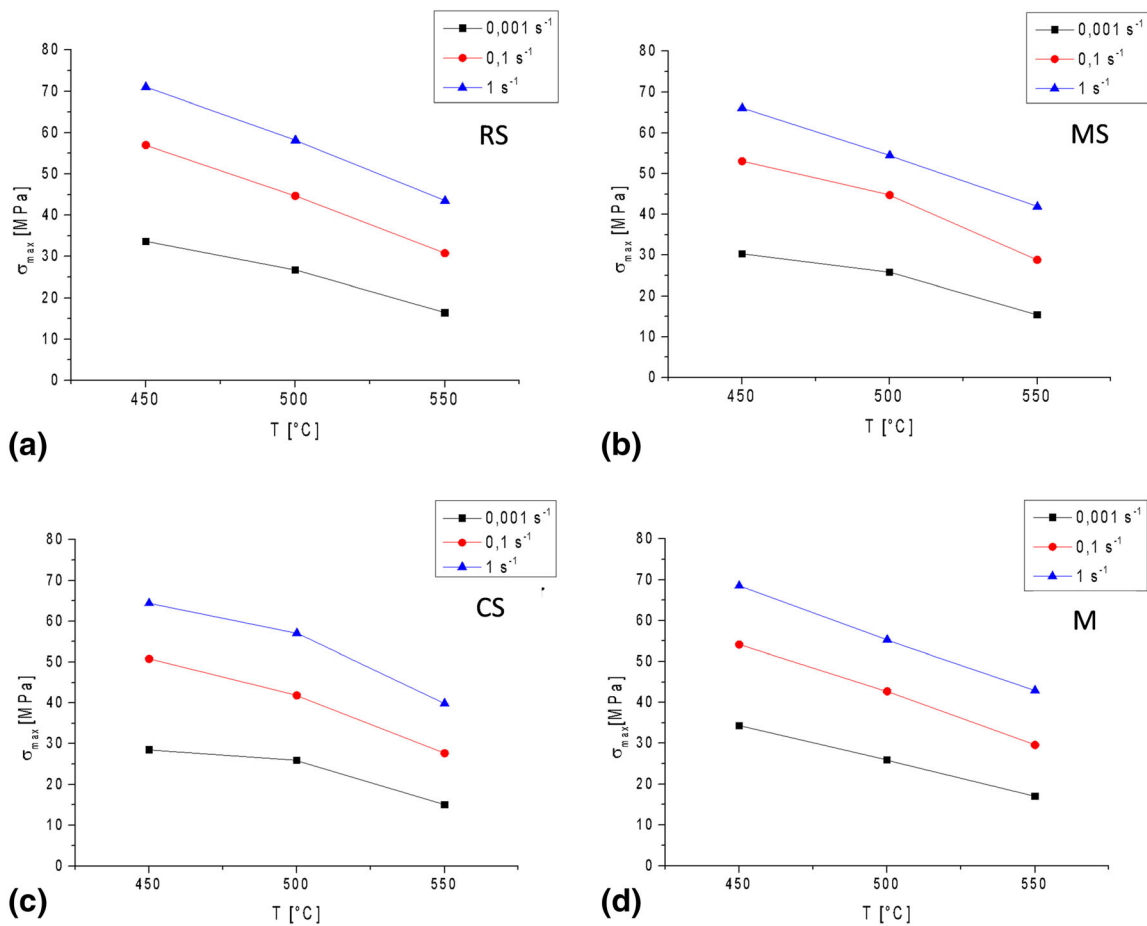 0,001 s⁻¹
0,1 s⁻¹
1 s⁻¹
RS
80
70
60
50
40
30
20
10
0
σmax [MPa]
450 500 550
T [°C]
(a)
0,001 s⁻¹
0,1 s⁻¹
1 s⁻¹
MS
80
70
60
50
40
30
20
10
0
σmax [MPa]
450 500 550
T [°C]
(b)
0,001 s⁻¹
0,1 s⁻¹
1 s⁻¹
CS
80
70
60
50
40
30
20
10
0
σmax [MPa]
450 500 550
T [°C]
(c)
0,001 s⁻¹
0,1 s⁻¹
1 s⁻¹
M
80
70
60
50
40
30
20
10
0
σmax[MPa]
450 500 550
T [°C]
(d)